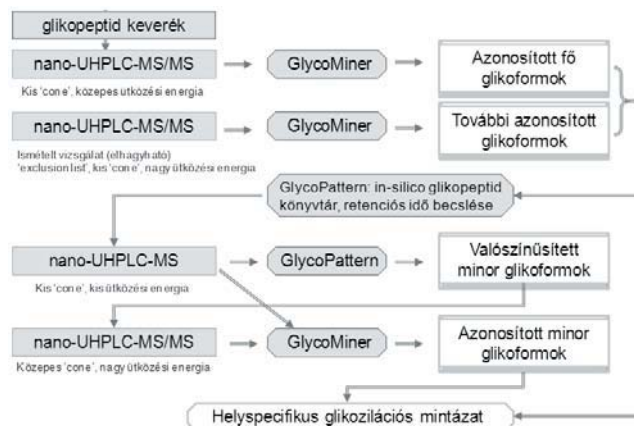 glikopeptid keverék
nano-UHPLC-MS/MS
GlycoMiner
Azonosított fő
glikoformok
Kis 'cone', közepes ütközési energia
nano-UHPLC-MS/MS
GlycoMiner
További azonosított
glikoformok
Ismételt vizsgálat (elhagyható)
'exclusion list', kis 'cone', nagy ütközési energia
GlycoPattern: in-silico glikopeptid
könyvtár, retenciós idő becslése
nano-UHPLC-MS
GlycoPattern
Valószínűsített
minor glikoformok
Kis 'cone', kis ütközési energia
nano-UHPLC-MS/MS
GlycoMiner
Azonosított minor
glikoformok
Közepes 'cone', nagy ütközési energia
Helyspecifikus glikozilációs mintázat